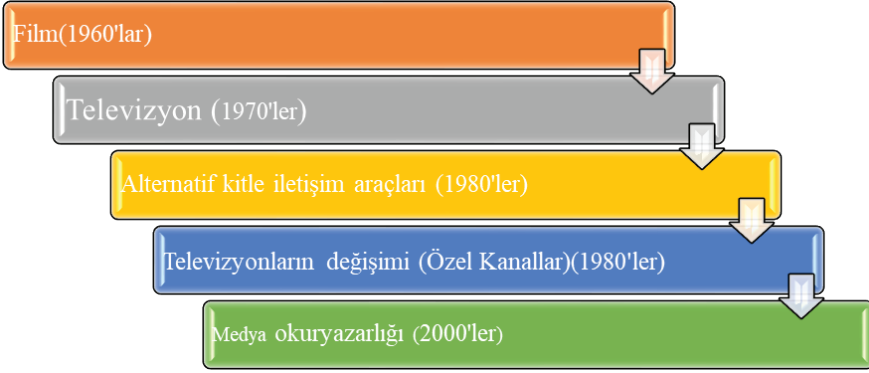 Film(1960'lar)
Televizyon (1970'ler)
Alternatif kitle iletişim araçları (1980'ler)
Televizyonların değişimi (Özel Kanallar)(1980'ler)
Medya okuryazarlığı (2000'ler)